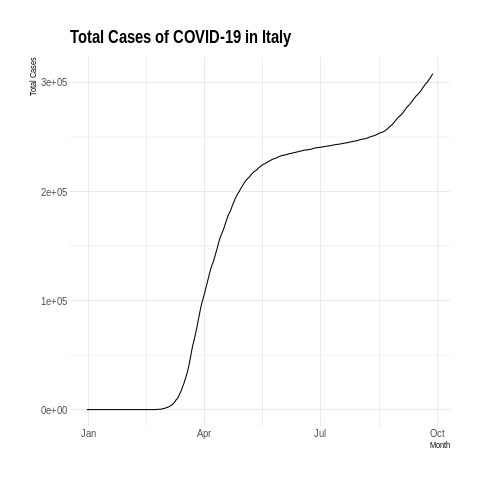 Total Cases of COVID-19 in Italy
Total Cases
3e+05
2e+05
1e+05
0e+00
Jan Apr Jul Oct
Month